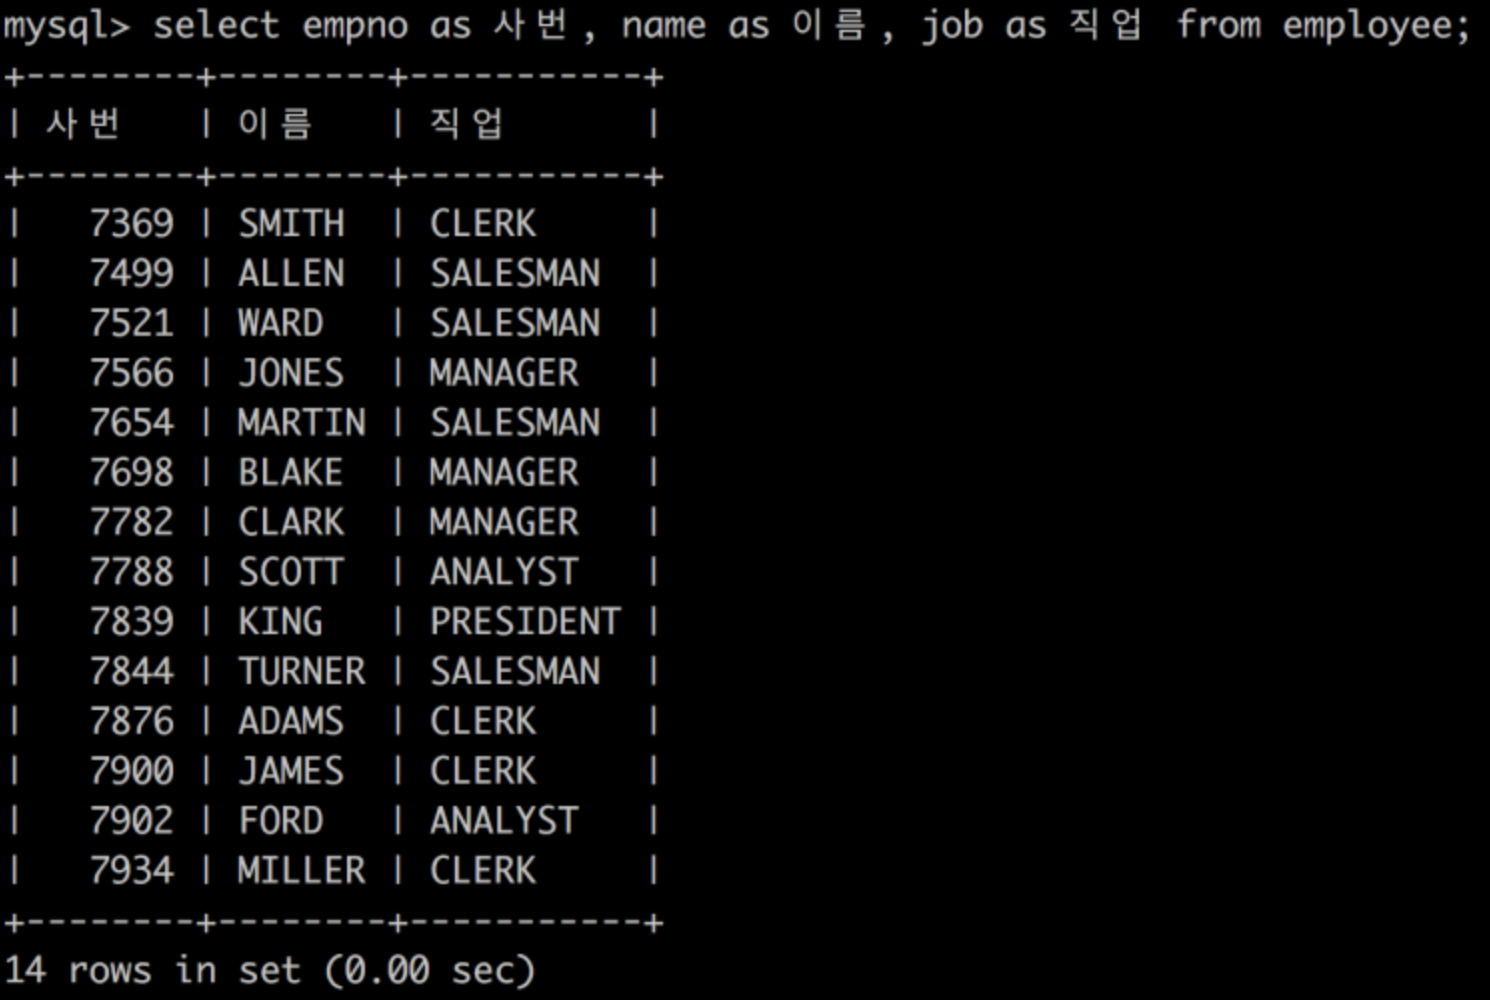 mysql> select empno as 사번, name as 이름, job as 직업 from employee;
+--------+--------+-----------+
| 사번   | 이름   | 직업      |
+--------+--------+-----------+
|   7369 | SMITH  | CLERK     |
|   7499 | ALLEN  | SALESMAN  |
|   7521 | WARD   | SALESMAN  |
|   7566 | JONES  | MANAGER   |
|   7654 | MARTIN | SALESMAN  |
|   7698 | BLAKE  | MANAGER   |
|   7782 | CLARK  | MANAGER   |
|   7788 | SCOTT  | ANALYST   |
|   7839 | KING   | PRESIDENT |
|   7844 | TURNER | SALESMAN  |
|   7876 | ADAMS  | CLERK     |
|   7900 | JAMES  | CLERK     |
|   7902 | FORD   | ANALYST   |
|   7934 | MILLER | CLERK     |
+--------+--------+-----------+
14 rows in set (0.00 sec)